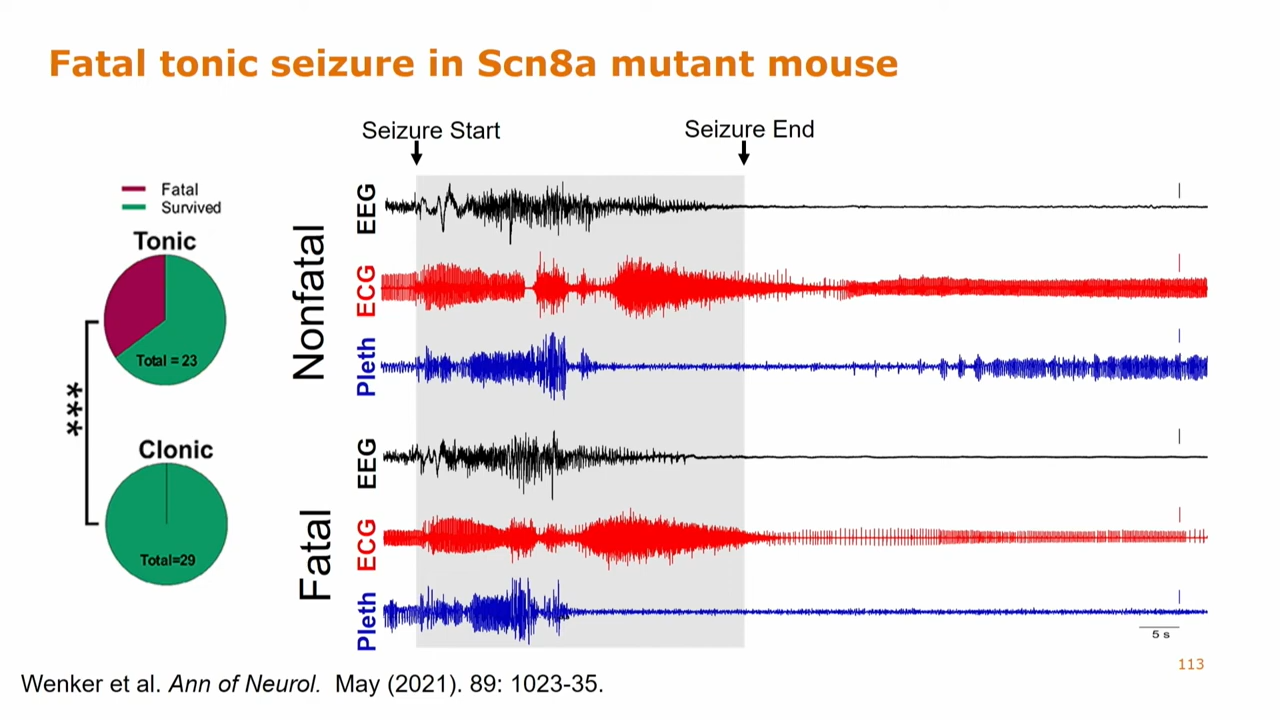 Fatal tonic seizure in Scn8a mutant mouse
Seizure Start
Seizure End
Fatal
Survived
Tonic
Total = 23
***
Clonic
Total=29
Nonfatal
EEG
ECG
Pleth
Fatal
EEG
ECG
Pleth
5 s
113
Wenker et al. Ann of Neurol. May (2021). 89: 1023-35.